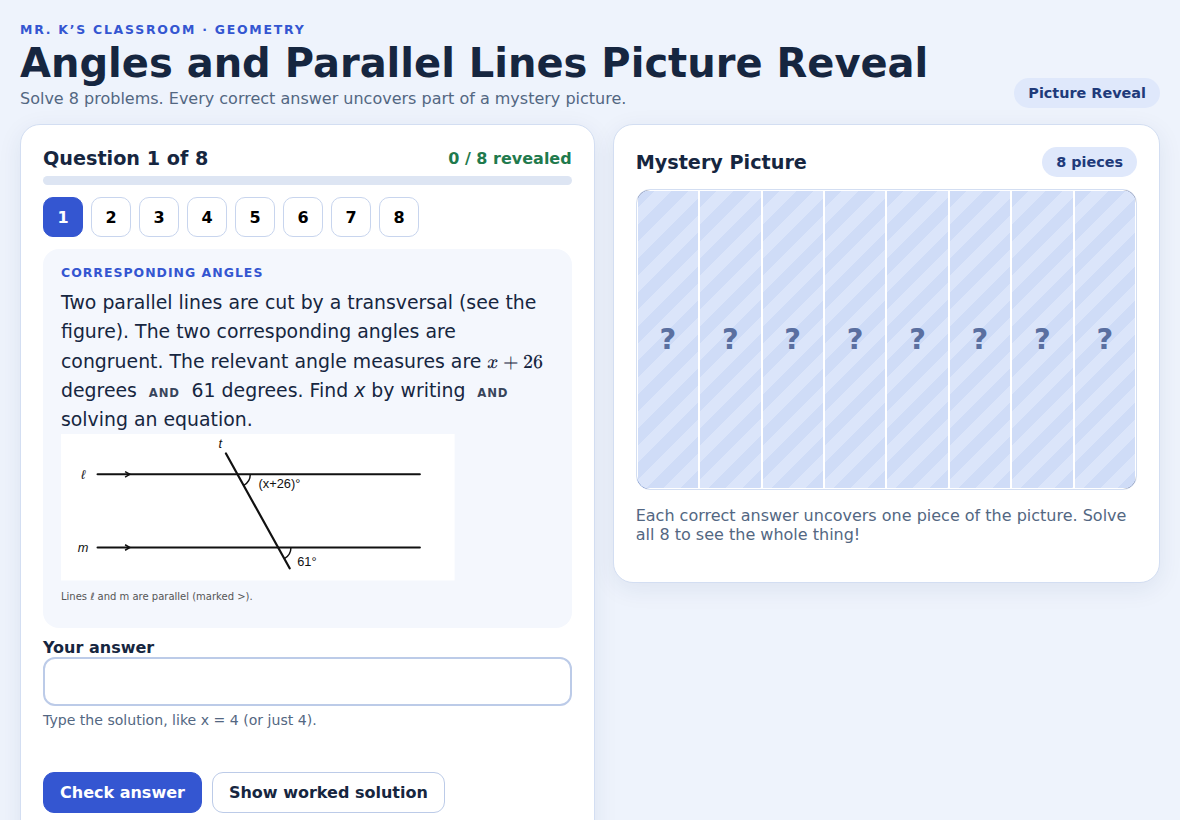 MR. K’S CLASSROOM · GEOMETRY
Angles and Parallel Lines Picture Reveal
Solve 8 problems. Every correct answer uncovers part of a mystery picture.
Picture Reveal
Question 1 of 8
0 / 8 revealed
1 2 3 4 5 6 7 8
CORRESPONDING ANGLES
Two parallel lines are cut by a transversal (see the
figure). The two corresponding angles are
congruent. The relevant angle measures are x + 26
degrees AND 61 degrees. Find x by writing AND
solving an equation.
t
ℓ
(x+26)°
m
61°
Lines ℓ and m are parallel (marked >).
Your answer
Type the solution, like x = 4 (or just 4).
Check answer
Show worked solution
Mystery Picture
8 pieces
? ? ? ? ? ? ? ?
Each correct answer uncovers one piece of the picture. Solve
all 8 to see the whole thing!